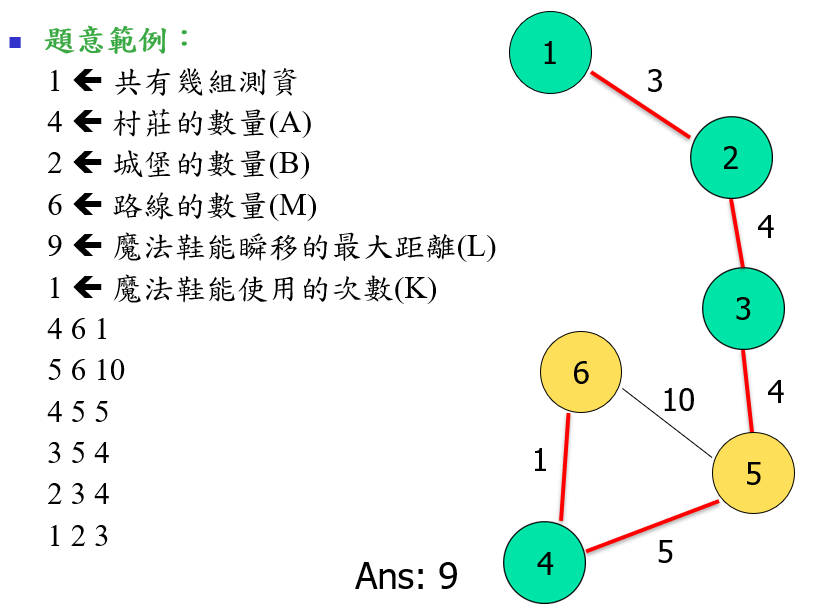 題意範例：
1 🡸 共有幾組測資
4 🡸 村莊的數量(A)
2 🡸 城堡的數量(B)
6 🡸 路線的數量(M)
9 🡸 魔法鞋能瞬移的最大距離(L)
1 🡸 魔法鞋能使用的次數(K)
4 6 1
5 6 10
4 5 5
3 5 4
2 3 4
1 2 3
1
3
2
4
3
6
10
4
1
5
4
5
Ans: 9